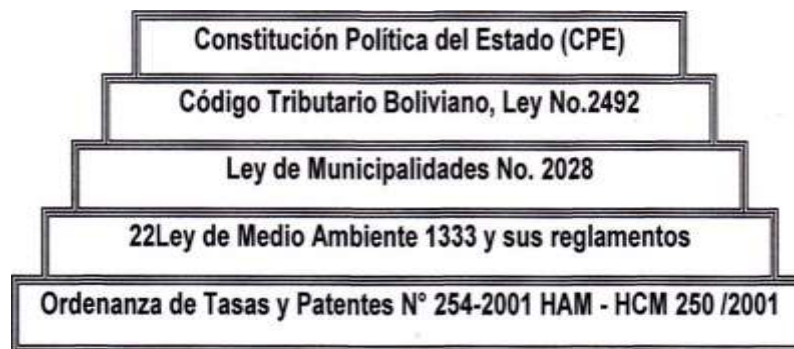 Constitución Política del Estado (CPE)
Código Tributario Boliviano, Ley No.2492
Ley de Municipalidades No. 2028
22Ley de Medio Ambiente 1333 y sus reglamentos
Ordenanza de Tasas y Patentes N° 254-2001 HAM - HCM 250 /2001